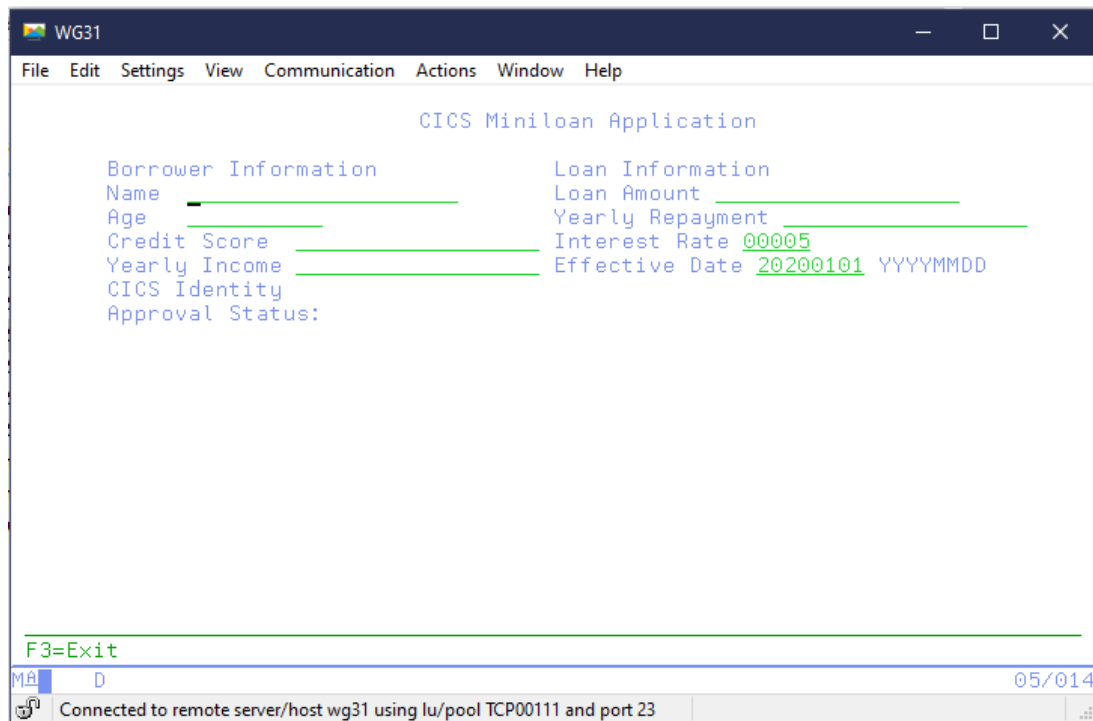 WG31
File Edit Settings View Communication Actions Window Help
CICS Miniloan Application
Borrower Information Loan Information
Name Loan Amount
Age Yearly Repayment
Credit Score Interest Rate 00005
Yearly Income Effective Date 20200101 YYYYMMDD
CICS Identity
Approval Status:
F3=Exit
MA D 05/014
Connected to remote server/host wg31 using lu/pool TCP00111 and port 23